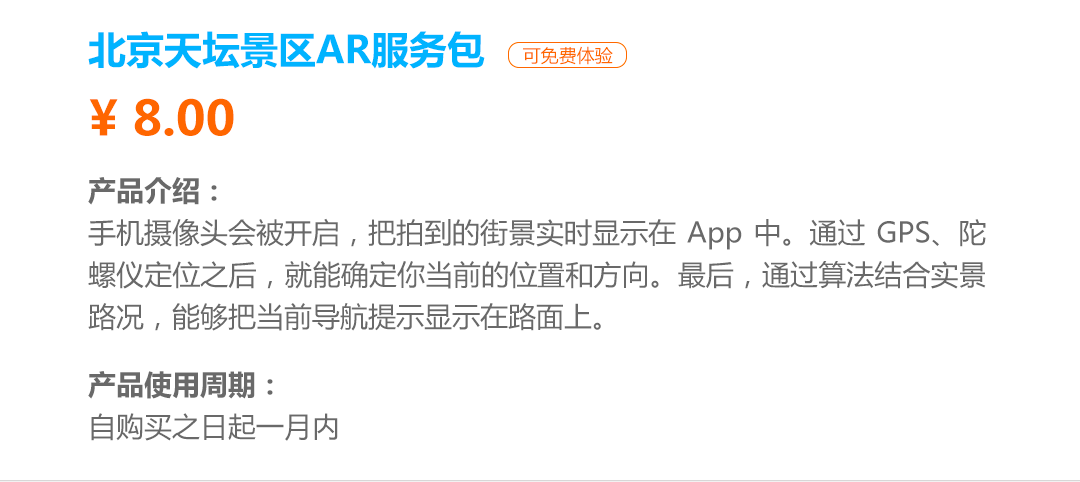 北京天坛景区AR服务包 可免费体验
¥ 8.00
产品介绍：
手机摄像头会被开启，把拍到的街景实时显示在 App 中。通过 GPS、陀
螺仪定位之后，就能确定你当前的位置和方向。最后，通过算法结合实景
路况，能够把当前导航提示显示在路面上。
产品使用周期：
自购买之日起一月内